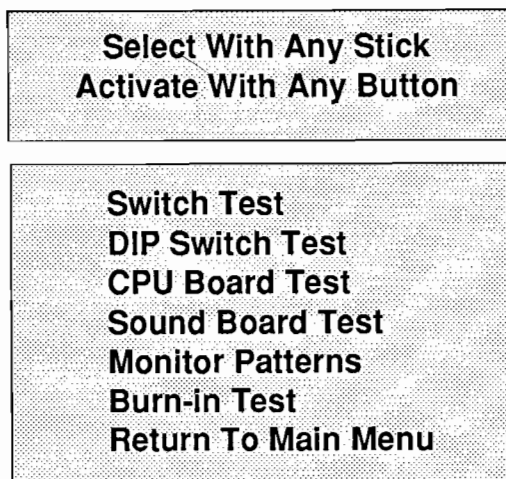 Select With Any Stick
Activate With Any Button
Switch Test
DIP Switch Test
CPU Board Test
Sound Board Test
Monitor Patterns
Burn-in Test
Return To Main Menu